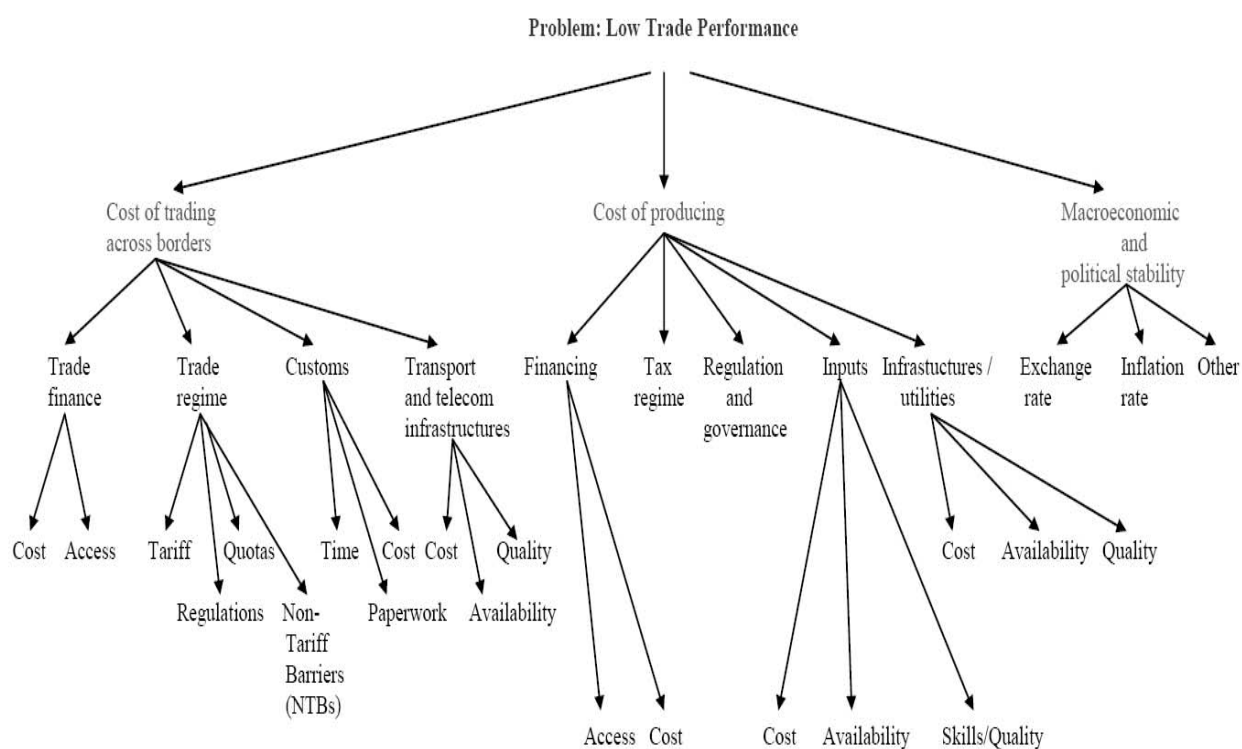 Problem: Low Trade Performance
Cost of trading
across borders
Cost of producing
Macroeconomic
and
political stability
Trade
finance
Trade
regime
Customs
Transport
and telecom
infrastructures
Financing
Tax
regime
Regulation
and
governance
Inputs
Infrastuctures /
utilities
Exchange
rate
Inflation
rate
Other
Cost
Access
Tariff
Quotas
Time
Cost
Cost
Quality
Cost
Availability
Quality
Regulations
Non-
Tariff
Barriers
(NTBs)
Paperwork
Availability
Access
Cost
Cost
Availability
Skills/Quality